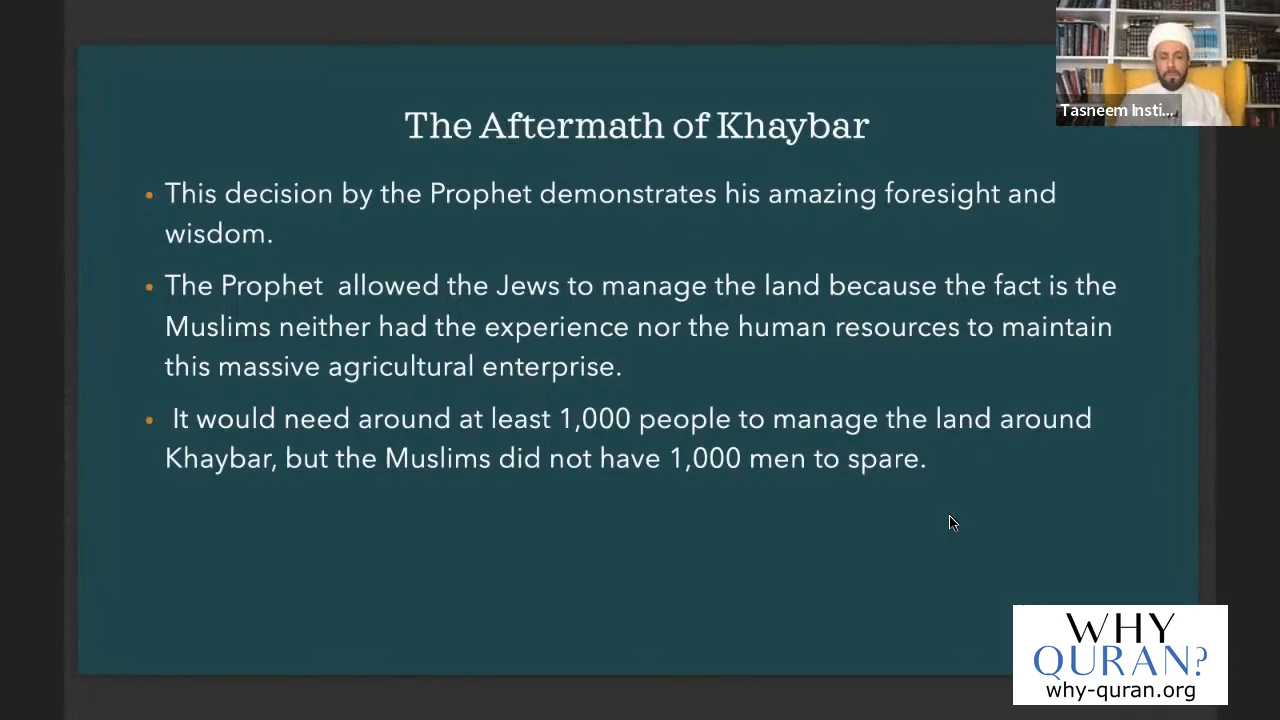 Tasneem Insti...
The Aftermath of Khaybar
• This decision by the Prophet demonstrates his amazing foresight and
wisdom.
• The Prophet  allowed the Jews to manage the land because the fact is the
Muslims neither had the experience nor the human resources to maintain
this massive agricultural enterprise.
•  It would need around at least 1,000 people to manage the land around
Khaybar, but the Muslims did not have 1,000 men to spare.
WHY
QURAN?
why-quran.org